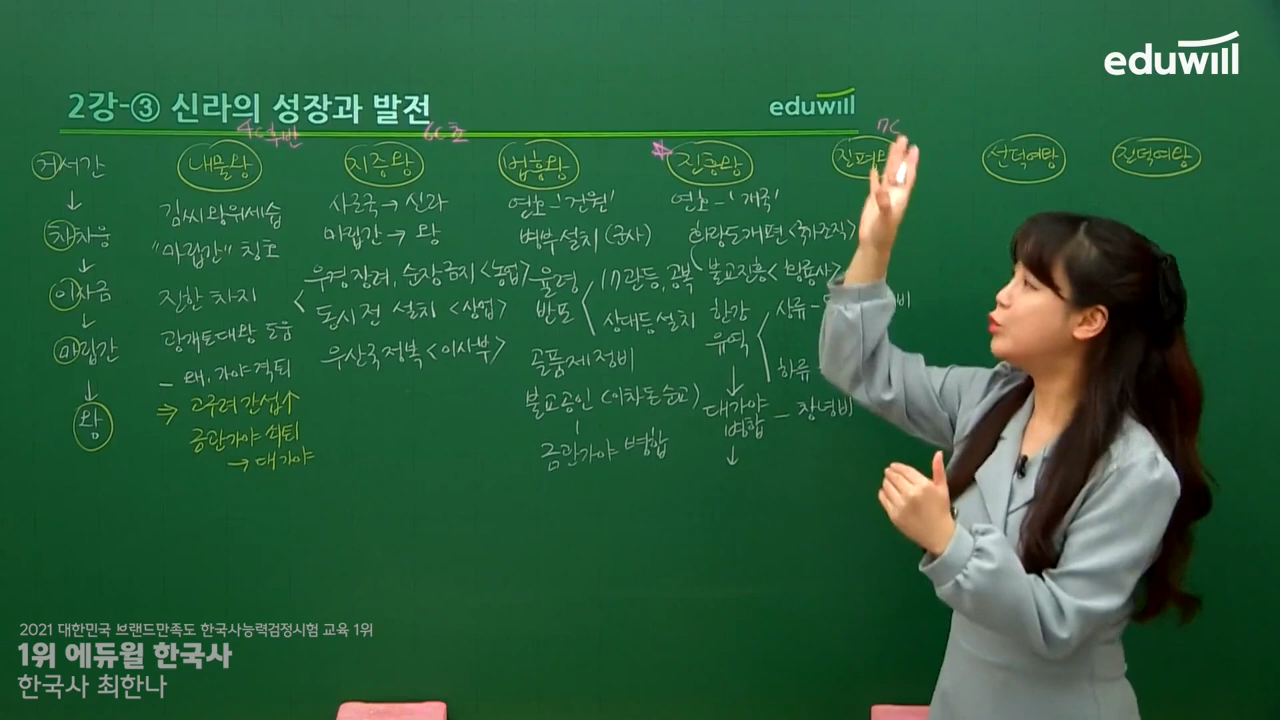 eduwill
2강-③ 신라의 성장과 발전
eduwill
4C후반
6C초
7C
거서간
↓
차차웅
↓
이사금
↓
마립간
↓
왕
내물왕
김씨 왕위세습
"마립간" 칭호
진한 차지
광개토대왕 도움
- 왜, 가야 격퇴
⇒ 고구려 간섭↑
금관가야 쇠퇴
→ 대가야
지증왕
사로국 → 신라
마립간 → 왕
우경장려, 순장금지 <농업>
동시전 설치 <상업>
우산국 정복 <이사부>
법흥왕
연호-'건원'
병부설치 (군사)
율령
반포
17관등, 공복
상대등설치
골품제 정비
불교공인 (이차돈 순교)
금관가야 병합
진흥왕
연호-'개국'
화랑도개편 <국가조직>
불교진흥 < 황룡사>
한강
유역
상류 -
비
하류
↓
대가야
병합
- 창녕비
↓
선덕여왕
진덕여왕
2021 대한민국 브랜드만족도 한국사능력검정시험 교육 1위
1위 에듀윌 한국사
한국사 최한나